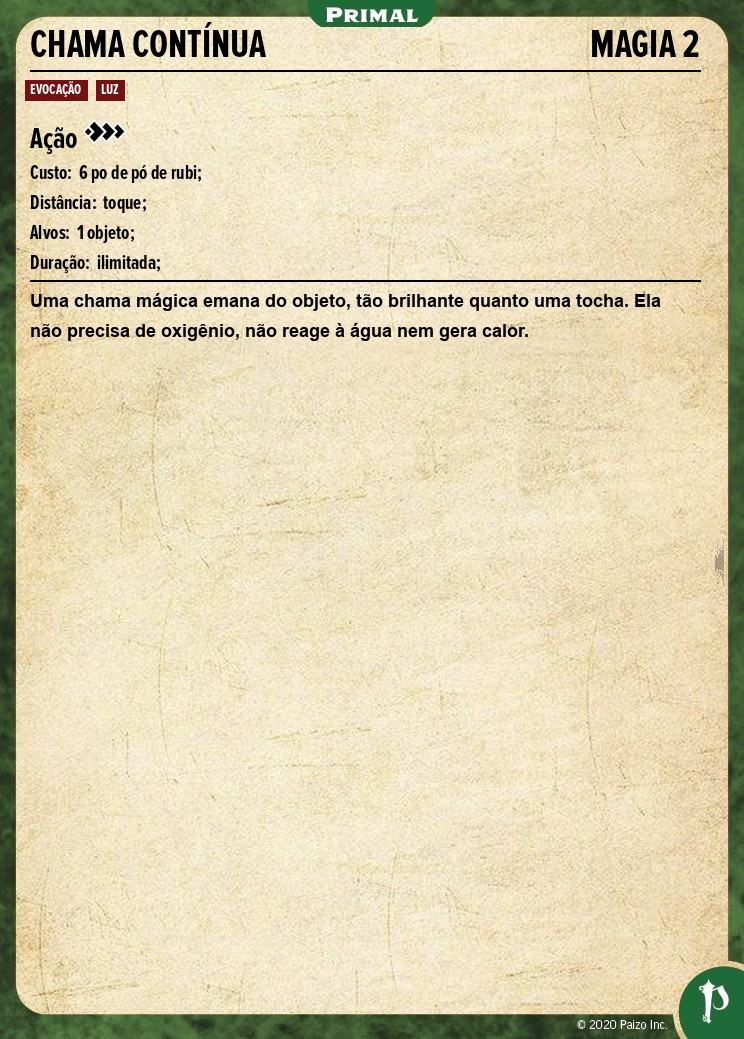 PRIMAL
CHAMA CONTÍNUA MAGIA 2
EVOCAÇÃO LUZ
Ação
Custo: 6 po de pó de rubi;
Distância: toque;
Alvos: 1 objeto;
Duração: ilimitada;
Uma chama mágica emana do objeto, tão brilhante quanto uma tocha. Ela
não precisa de oxigênio, não reage à água nem gera calor.
© 2020 Paizo Inc.